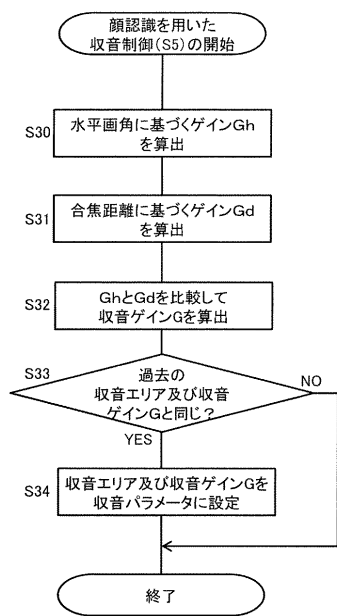 顔認識を用いた
収音制御(S5)の開始
S30
水平画角に基づくゲインGh
を算出
S31
合焦距離に基づくゲインGd
を算出
S32
GhとGdを比較して
収音ゲインGを算出
S33
過去の
収音エリア及び収音
ゲインGと同じ?
NO
YES
S34
収音エリア及び収音ゲインGを
収音パラメータに設定
終了